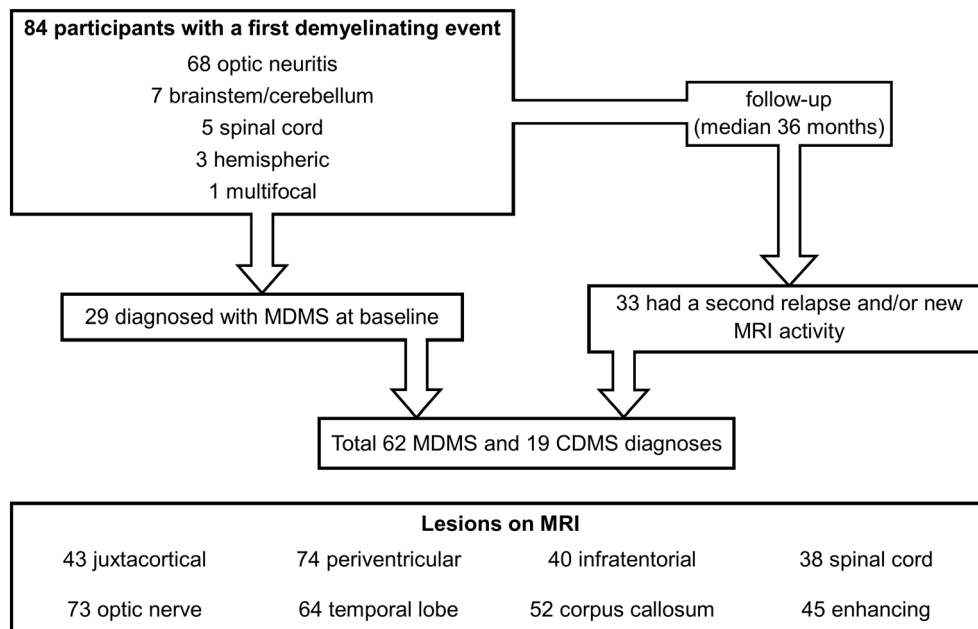 84 participants with a first demyelinating event
68 optic neuritis
7 brainstem/cerebellum
5 spinal cord
3 hemispheric
1 multifocal
follow-up
(median 36 months)
29 diagnosed with MDMS at baseline
33 had a second relapse and/or new
MRI activity
Total 62 MDMS and 19 CDMS diagnoses
Lesions on MRI
43 juxtacortical 74 periventricular 40 infratentorial 38 spinal cord
73 optic nerve 64 temporal lobe 52 corpus callosum 45 enhancing